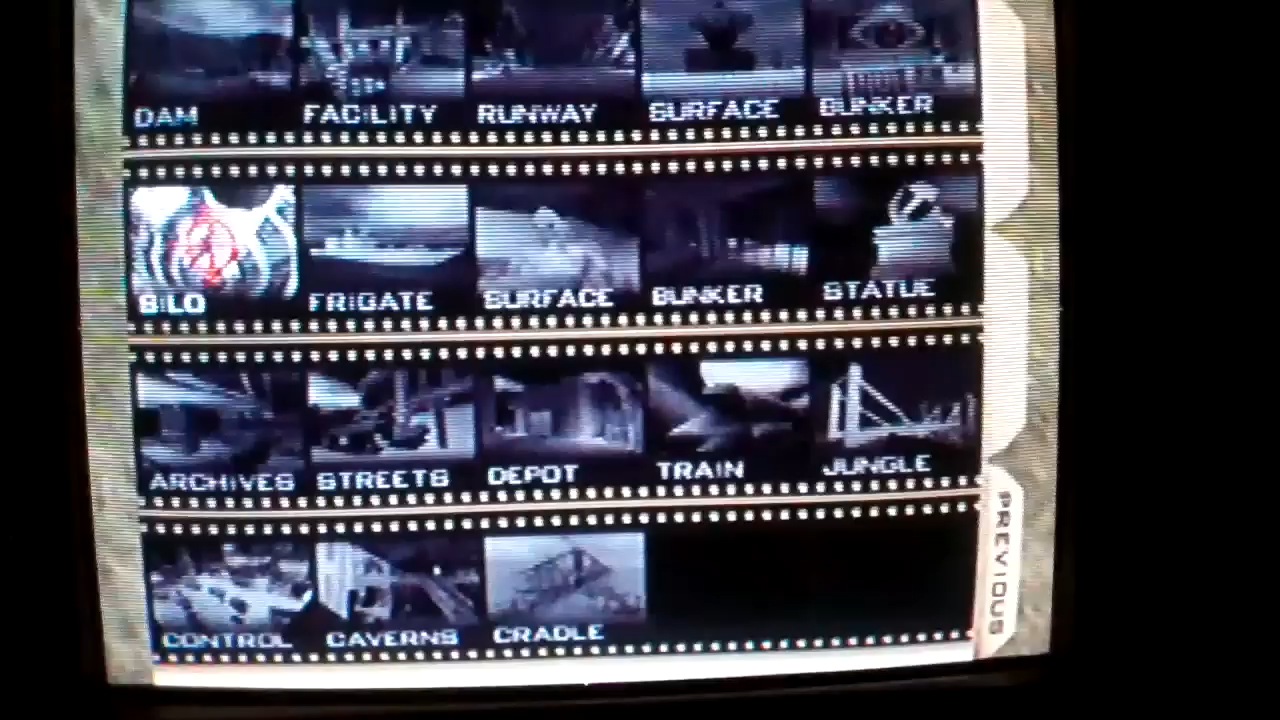 DAM FACILITY RUNWAY SURFACE BUNKER
SILO FRIGATE SURFACE BUNKER STATUE
ARCHIVES STREETS DEPOT TRAIN JUNGLE
CONTROL CAVERNS CRADLE
PREVIOUS